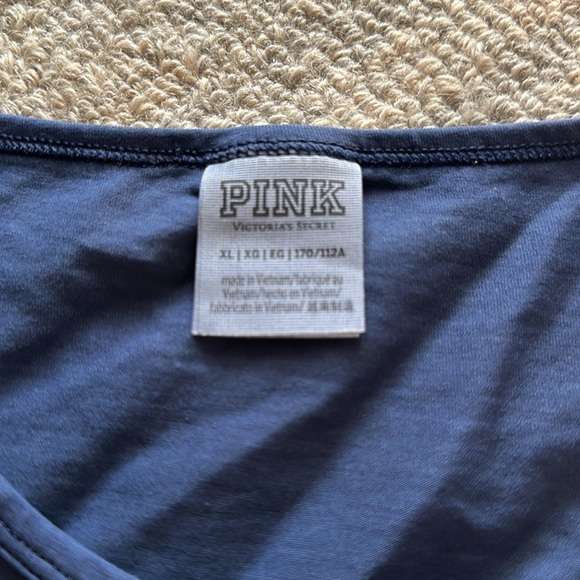 PINK
VICTORIA'S SECRET
XL | XG | EG | 170/112A
made in Vietnam/fabriqué au
Vietnam/hecho en Vietnam/
fabbricato in Vietnam/